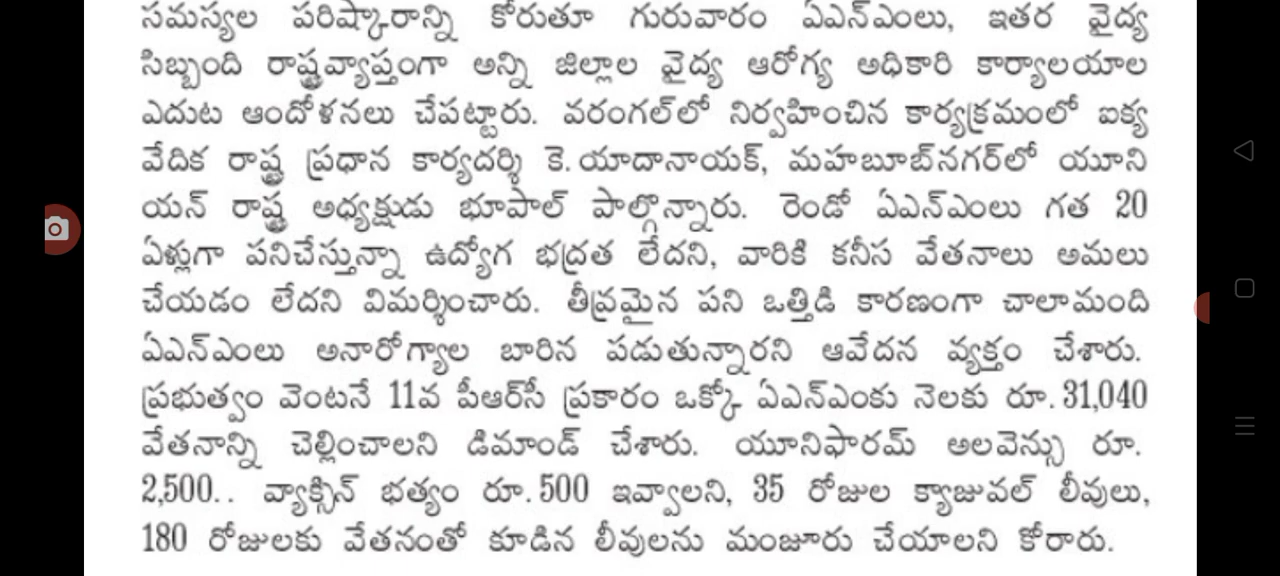 సమస్యల పరిష్కారాన్ని కోరుతూ గురువారం ఏఎన్ఎంలు, ఇతర వైద్య
సిబ్బంది రాష్ట్రవ్యాప్తంగా అన్ని జిల్లాల వైద్య ఆరోగ్య అధికారి కార్యాలయాల
ఎదుట ఆందోళనలు చేపట్టారు. వరంగల్‌లో నిర్వహించిన కార్యక్రమంలో ఐక్య
వేదిక రాష్ట్ర ప్రధాన కార్యదర్శి కె.యాదానాయక్, మహబూబ్‌నగర్‌లో యూని
యన్ రాష్ట్ర అధ్యక్షుడు భూపాల్ పాల్గొన్నారు. రెండో ఏఎన్ఎంలు గత 20
ఏళ్లుగా పనిచేస్తున్నా ఉద్యోగ భద్రత లేదని, వారికి కనీస వేతనాలు అమలు
చేయడం లేదని విమర్శించారు. తీవ్రమైన పని ఒత్తిడి కారణంగా చాలామంది
ఏఎన్ఎంలు అనారోగ్యాల బారిన పడుతున్నారని ఆవేదన వ్యక్తం చేశారు.
ప్రభుత్వం వెంటనే 11వ పీఆర్‌సీ ప్రకారం ఒక్కో ఏఎన్ఎంకు నెలకు రూ.31,040
వేతనాన్ని చెల్లించాలని డిమాండ్ చేశారు. యూనిఫారమ్ అలవెన్సు రూ.
2,500.. వ్యాక్సిన్ భత్యం రూ.500 ఇవ్వాలని, 35 రోజుల క్యాజువల్ లీవులు,
180 రోజులకు వేతనంతో కూడిన లీవులను మంజూరు చేయాలని కోరారు.